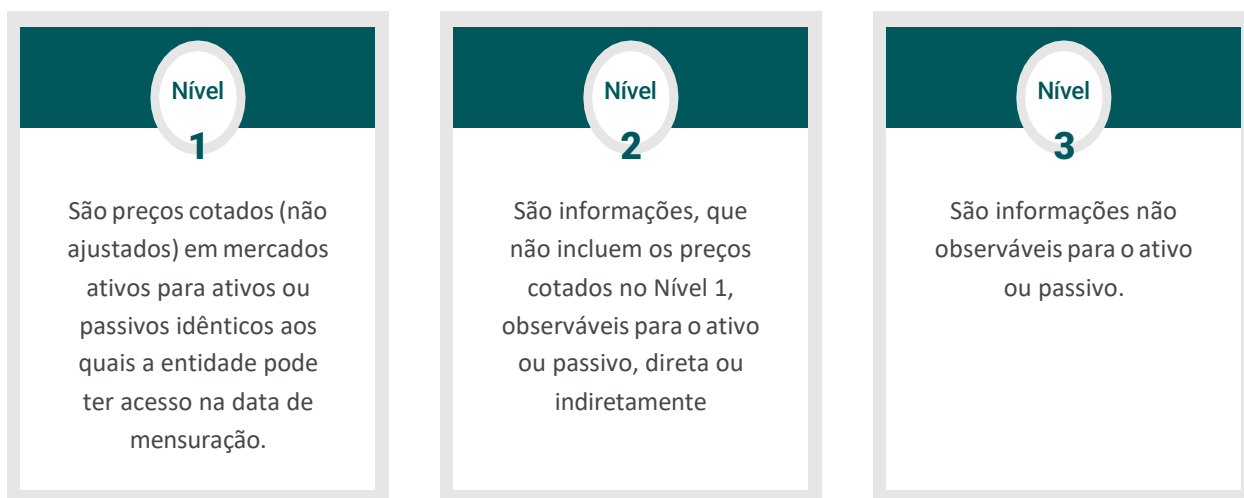 Nível
1
São preços cotados (não
ajustados) em mercados
ativos para ativos ou
passivos idênticos aos
quais a entidade pode
ter acesso na data de
mensuração.
Nível
2
São informações, que
não incluem os preços
cotados no Nível 1,
observáveis para o ativo
ou passivo, direta ou
indiretamente
Nível
3
São informações não
observáveis para o ativo
ou passivo.